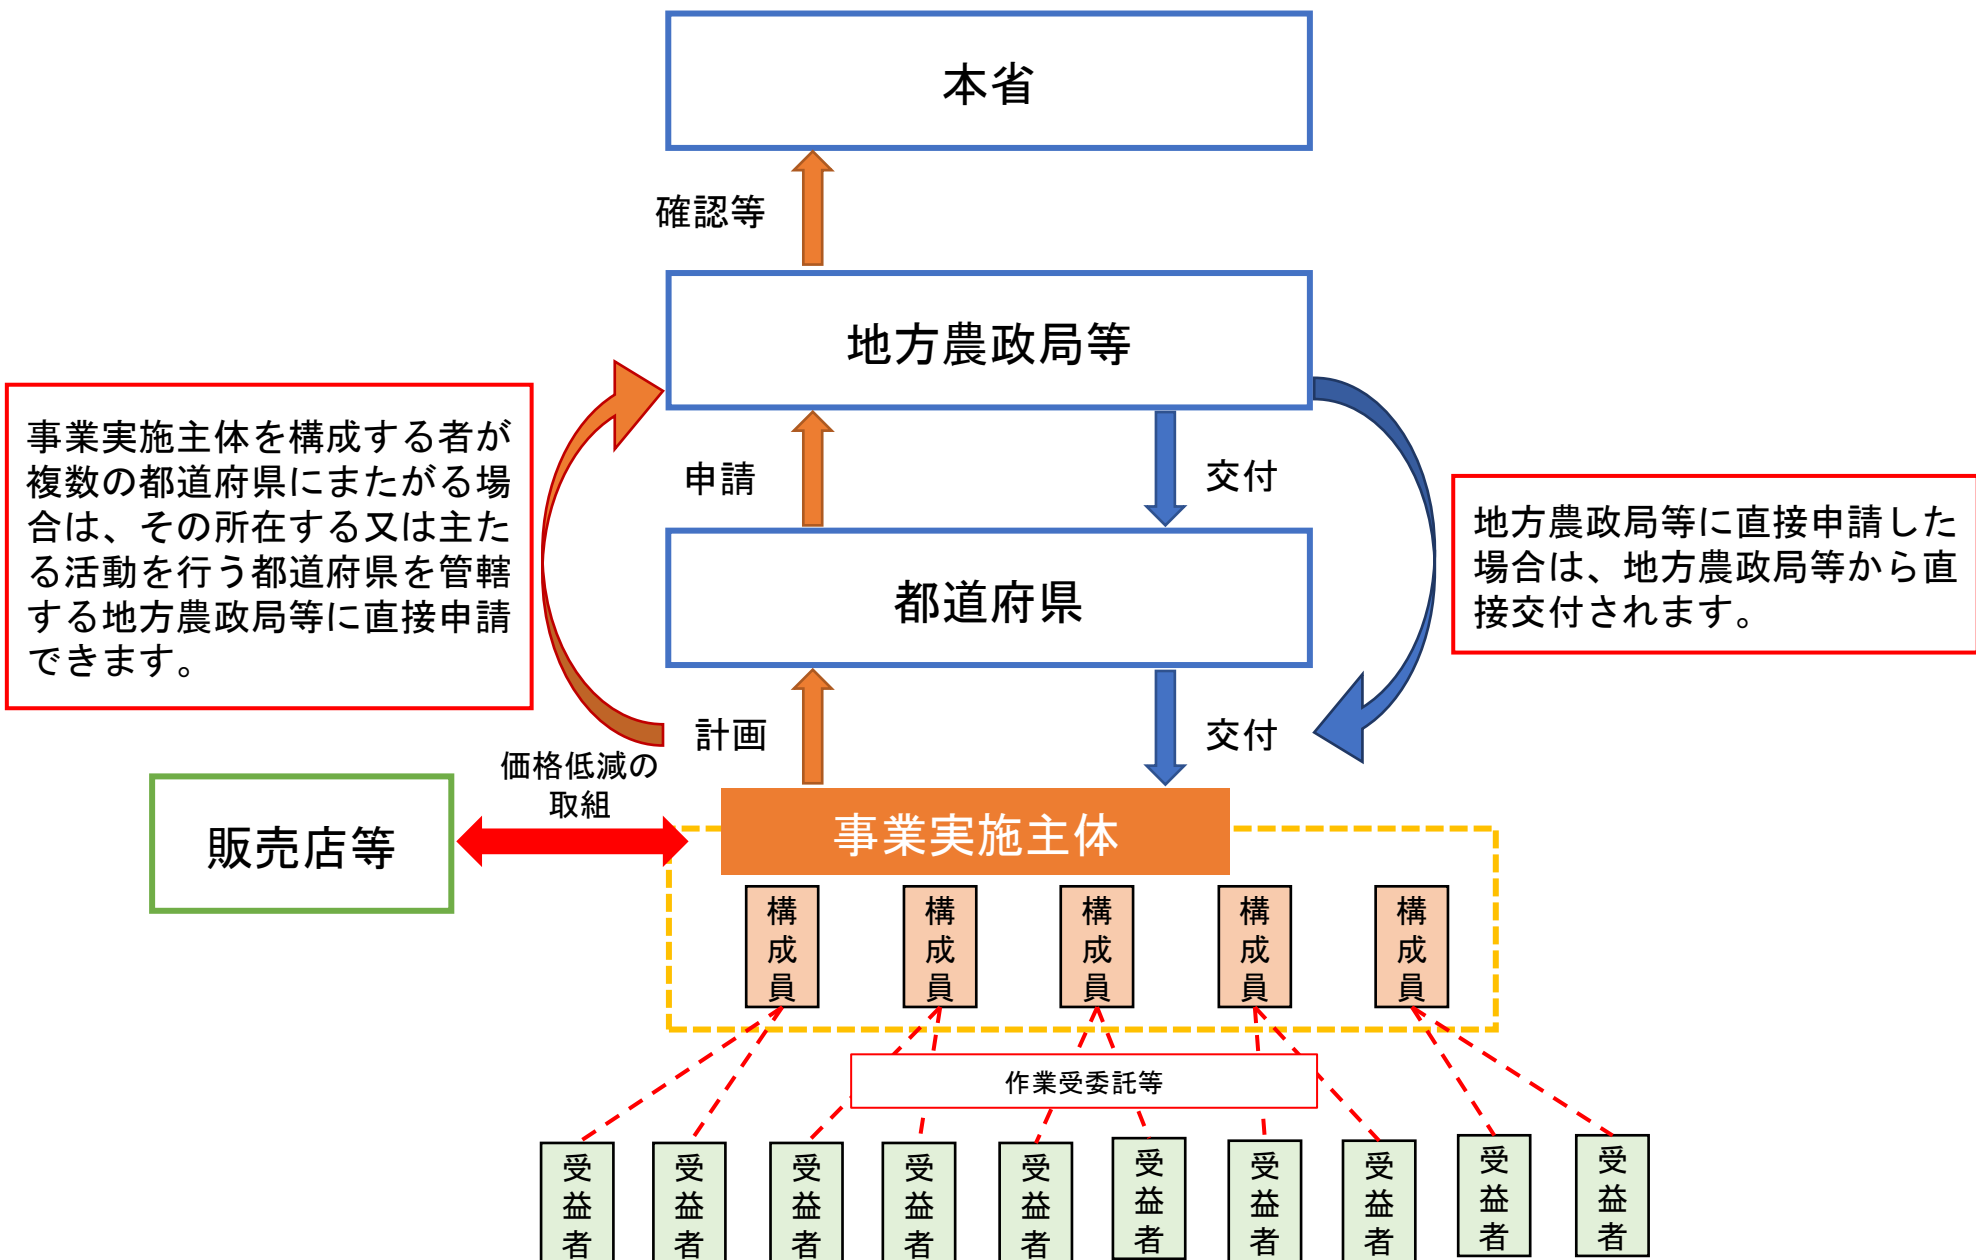 本省
確認等
地方農政局等
事業実施主体を構成する者が
複数の都道府県にまたがる場
合は、その所在する又は主た
る活動を行う都道府県を管轄
する地方農政局等に直接申請
できます。
申請
交付
地方農政局等に直接申請した
場合は、地方農政局等から直
接交付されます。
都道府県
計画
交付
価格低減の
取組
販売店等
事業実施主体
構成員
構成員
構成員
構成員
構成員
作業受委託等
受益者
受益者
受益者
受益者
受益者
受益者
受益者
受益者
受益者
受益者